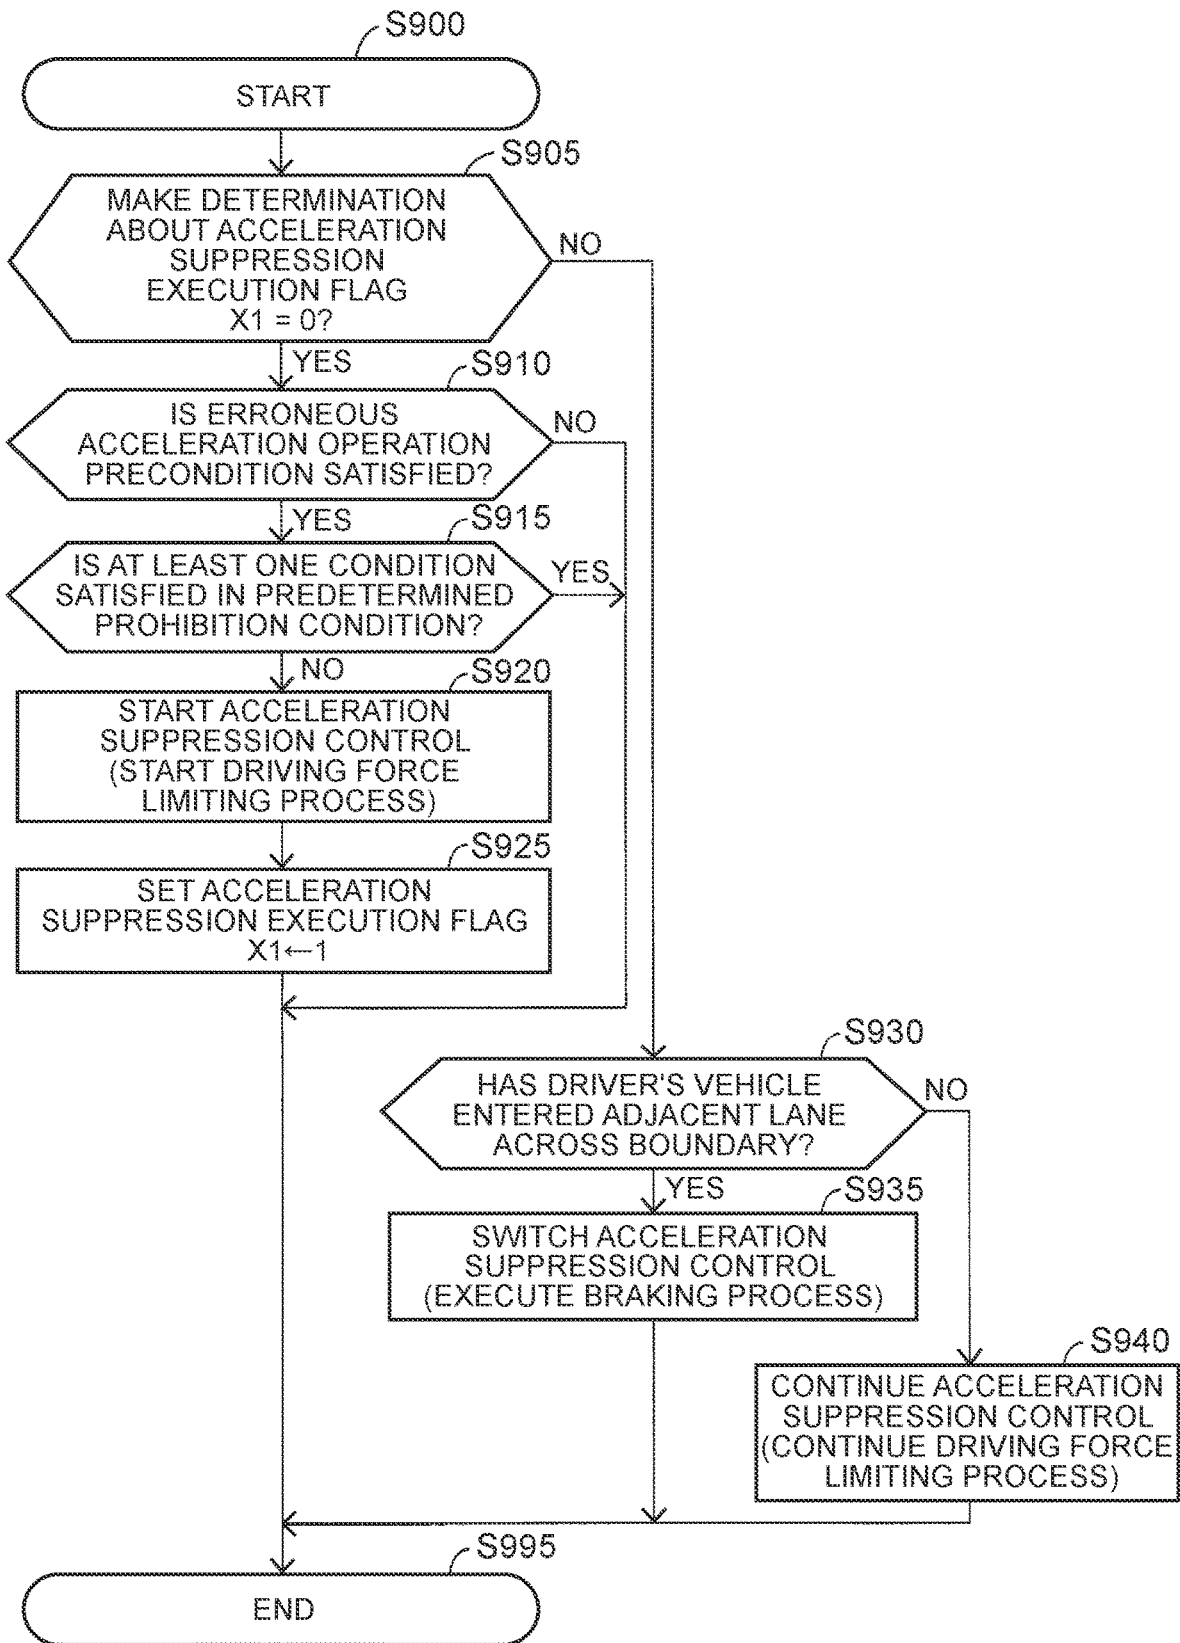 S900
START
S905
MAKE DETERMINATION
ABOUT ACCELERATION
SUPPRESSION
EXECUTION FLAG
X1 = 0?
NO
YES
S910
IS ERRONEOUS
ACCELERATION OPERATION
PRECONDITION SATISFIED?
NO
YES
S915
IS AT LEAST ONE CONDITION
SATISFIED IN PREDETERMINED
PROHIBITION CONDITION?
YES
NO
S920
START ACCELERATION
SUPPRESSION CONTROL
(START DRIVING FORCE
LIMITING PROCESS)
S925
SET ACCELERATION
SUPPRESSION EXECUTION FLAG
X1←1
S930
HAS DRIVER'S VEHICLE
ENTERED ADJACENT LANE
ACROSS BOUNDARY?
NO
YES
S935
SWITCH ACCELERATION
SUPPRESSION CONTROL
(EXECUTE BRAKING PROCESS)
S940
CONTINUE ACCELERATION
SUPPRESSION CONTROL
(CONTINUE DRIVING FORCE
LIMITING PROCESS)
S995
END